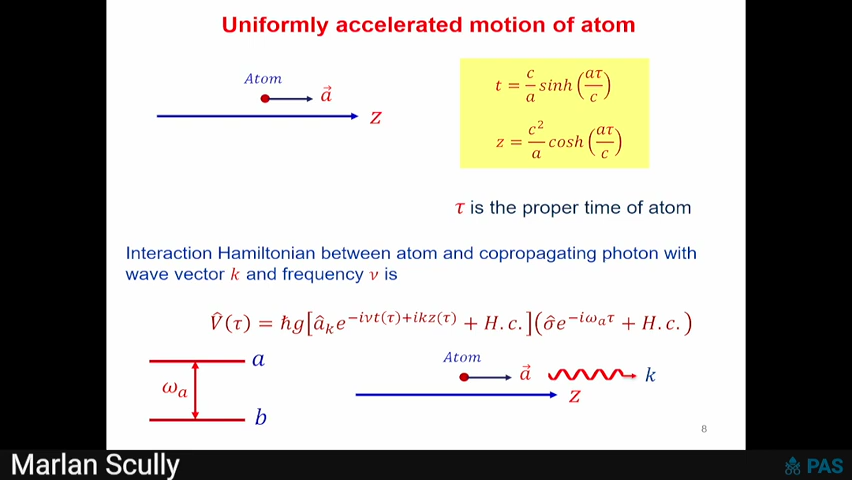 Uniformly accelerated motion of atom
Atom
a⃗
z
t = c/a sinh(aτ/c)
z = c²/a cosh(aτ/c)
τ is the proper time of atom
Interaction Hamiltonian between atom and copropagating photon with
wave vector k and frequency ν is
V̂(τ) = ℏg[â_k e^{−iνt(τ)+ikz(τ)} + H.c.](σ̂e^{−iω_aτ} + H.c.)
a
ω_a
b
Atom
a⃗
k
z
8
Marlan Scully
PAS